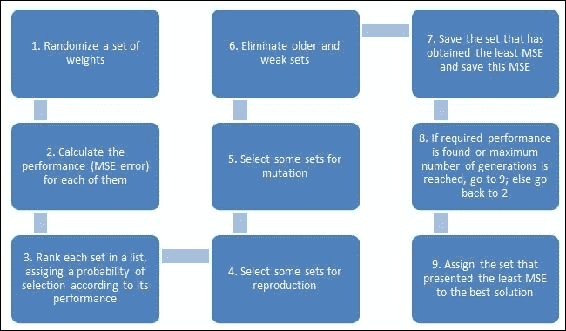 1. Randomize a set of
weights
2. Calculate the
performance (MSE error)
for each of them
3. Rank each set in a list,
assiging a probability of
selection according to its
performance
4. Select some sets for
reproduction
5. Select some sets for
mutation
6. Eliminate older and
weak sets
7. Save the set that has
obtained the least MSE
and save this MSE
8. If required performance
is found or maximum
number of generations is
reached, go to 9; else go
back to 2
9. Assign the set that
presented the least MSE
to the best solution